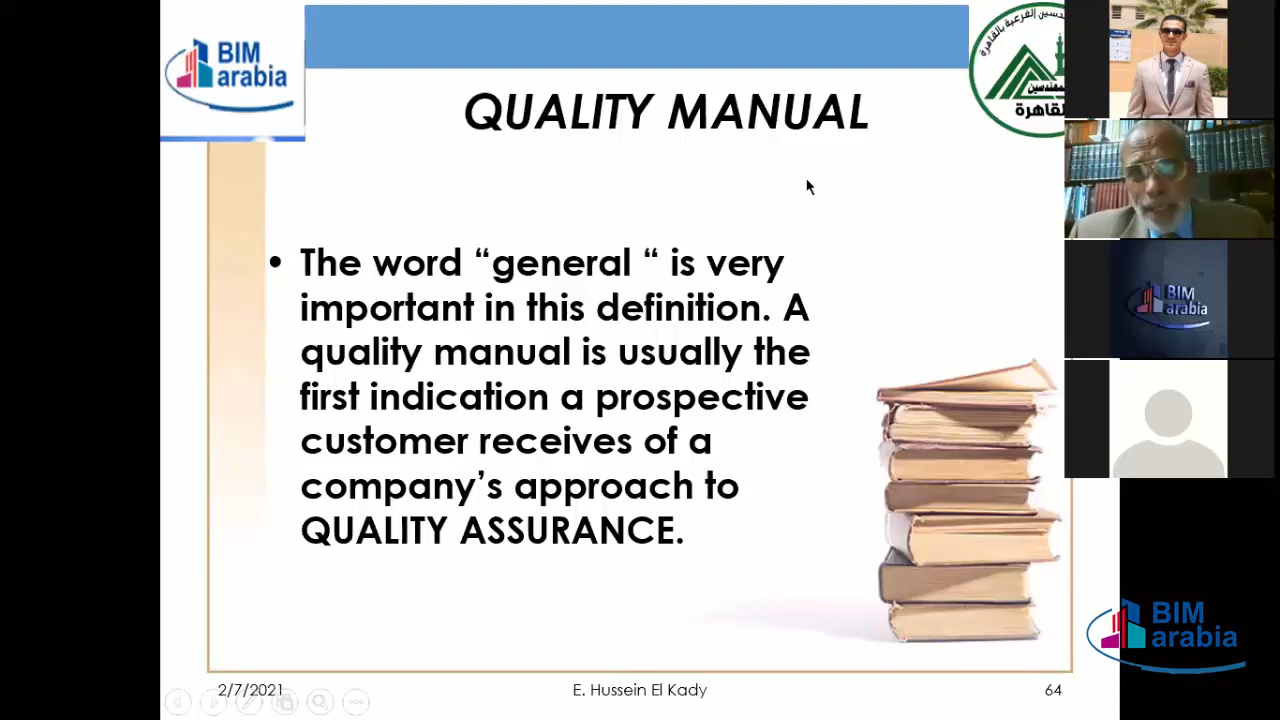 BIM
arabia
QUALITY MANUAL
القاهرة
• The word “general “ is very
important in this definition. A
quality manual is usually the
first indication a prospective
customer receives of a
company’s approach to
QUALITY ASSURANCE.
2/7/2021
E. Hussein El Kady
64
BIM
arabia
BIM
arabia